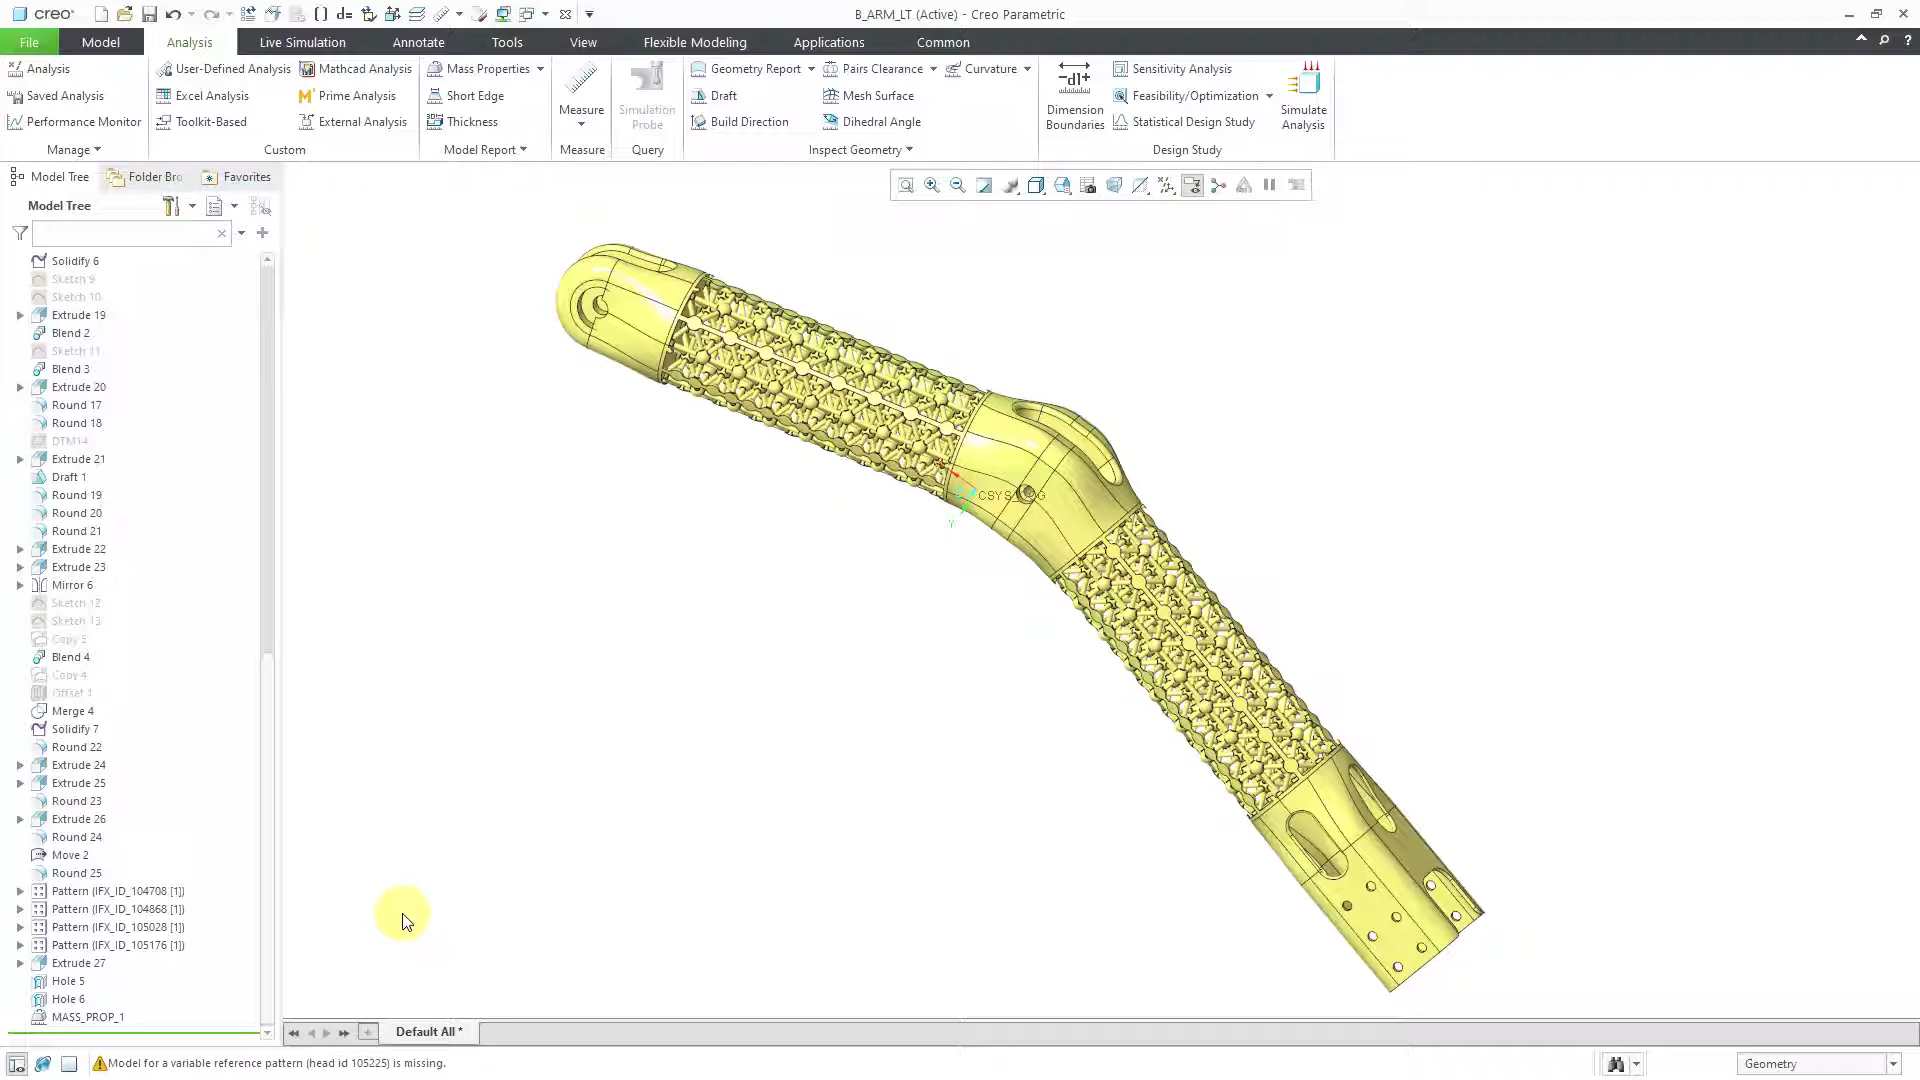 creo
B_ARM_LT (Active) - Creo Parametric
File Model Analysis Live Simulation Annotate Tools View Flexible Modeling Applications Common
Analysis
Saved Analysis
Performance Monitor
Manage
User-Defined Analysis
Excel Analysis
Toolkit-Based
Mathcad Analysis
Prime Analysis
External Analysis
Custom
Mass Properties
Short Edge
Thickness
Model Report
Measure
Measure
Simulation
Probe
Query
Geometry Report
Draft
Build Direction
Pairs Clearance
Mesh Surface
Dihedral Angle
Curvature
Inspect Geometry
Dimension
Boundaries
Sensitivity Analysis
Feasibility/Optimization
Statistical Design Study
Simulate
Analysis
Design Study
Model Tree
Folder Bro
Favorites
Model Tree
Solidify 6
Sketch 9
Sketch 10
Extrude 19
Blend 2
Sketch 11
Blend 3
Extrude 20
Round 17
Round 18
DTM14
Extrude 21
Draft 1
Round 19
Round 20
Round 21
Extrude 22
Extrude 23
Mirror 6
Sketch 12
Sketch 13
Copy 5
Blend 4
Copy 4
Offset 1
Merge 4
Solidify 7
Round 22
Extrude 24
Extrude 25
Round 23
Extrude 26
Round 24
Move 2
Round 25
Pattern (IFX_ID_104708 [1])
Pattern (IFX_ID_104868 [1])
Pattern (IFX_ID_105028 [1])
Pattern (IFX_ID_105176 [1])
Extrude 27
Hole 5
Hole 6
MASS_PROP_1
Y
Default All *
Model for a variable reference pattern (head id 105225) is missing.
Geometry